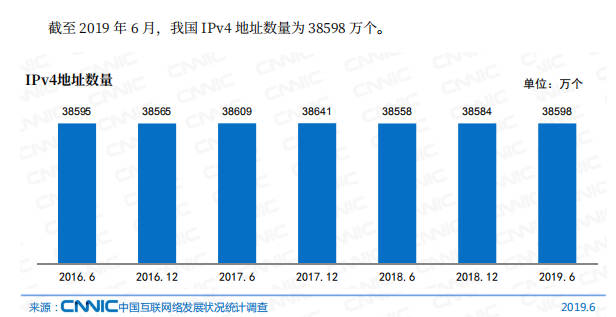 截至 2019 年 6 月，我国 IPv4 地址数量为 38598 万个。
IPv4地址数量
单位：万个
38595 38565 38609 38641 38558 38584 38598
2016.6 2016.12 2017.6 2017.12 2018.6 2018.12 2019.6
来源：CNNIC中国互联网络发展状况统计调查 2019.6